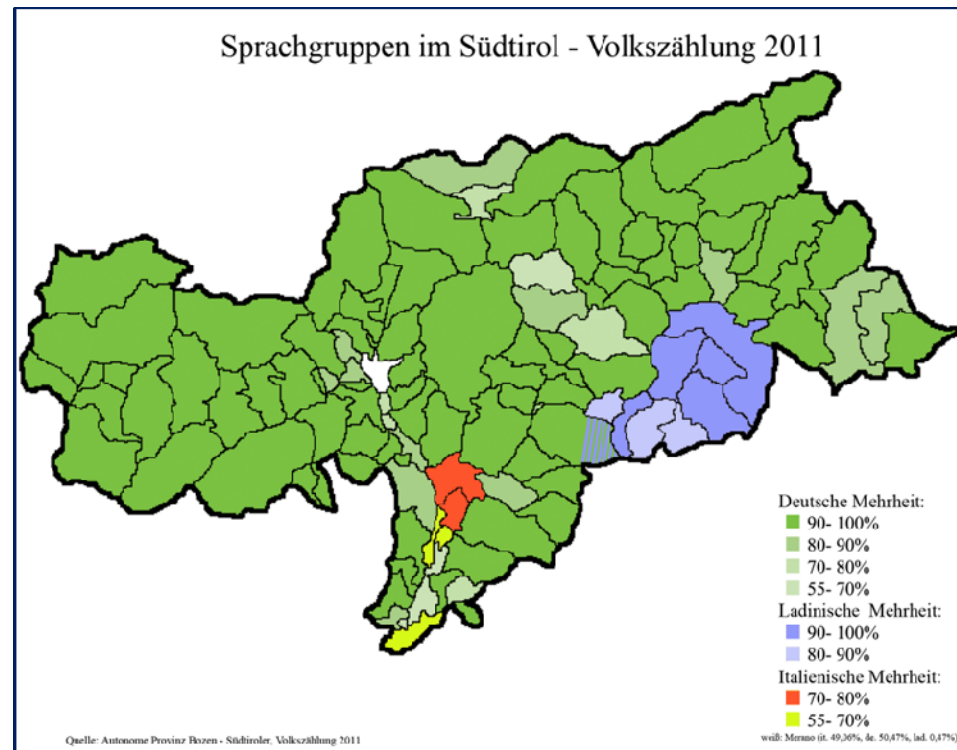 Sprachgruppen im Südtirol - Volkszählung 2011
Deutsche Mehrheit:
90- 100%
80- 90%
70- 80%
55- 70%
Ladinische Mehrheit:
90- 100%
80- 90%
Italienische Mehrheit:
70- 80%
55- 70%
Quelle: Autonome Provinz Bozen - Südtiroler, Volkszählung 2011
weiß: Merano (it. 49,06%, de. 50,47%, lad. 0,47%)